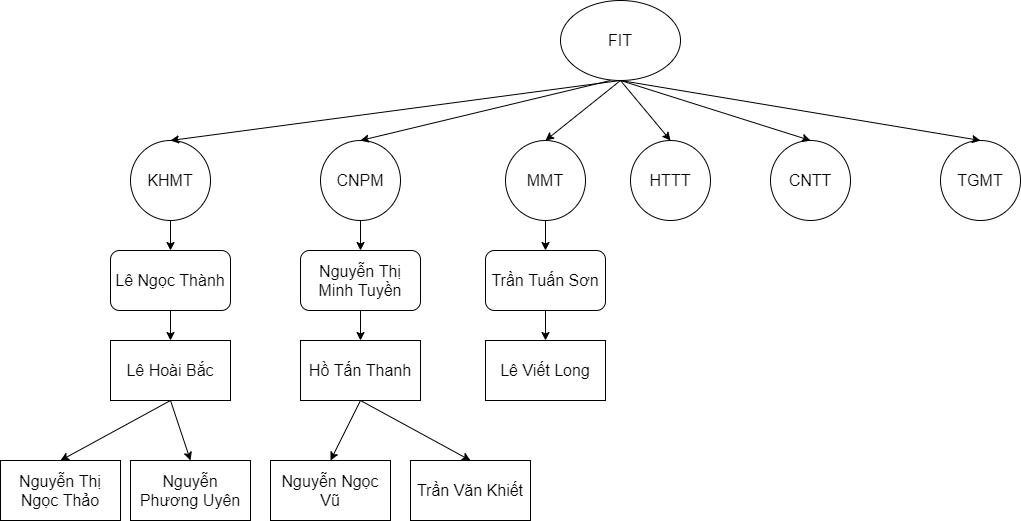 FIT
KHMT
CNPM
MMT
HTTT
CNTT
TGMT
Lê Ngọc Thành
Nguyễn Thị
Minh Tuyền
Trần Tuấn Sơn
Lê Hoài Bắc
Hồ Tấn Thanh
Lê Viết Long
Nguyễn Thị
Ngọc Thảo
Nguyễn
Phương Uyên
Nguyễn Ngọc
Vũ
Trần Văn Khiết